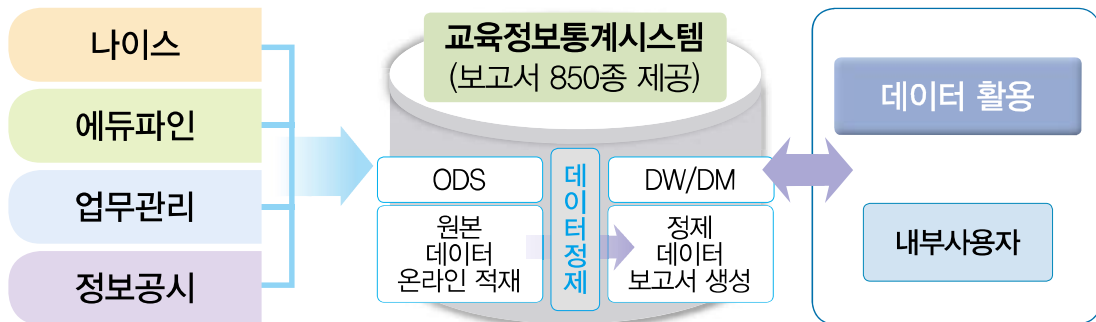 나이스
에듀파인
업무관리
정보공시
교육정보통계시스템
(보고서 850종 제공)
ODS
원본
데이터
온라인 적재
데이터정제
DW/DM
정제
데이터
보고서 생성
데이터 활용
내부사용자